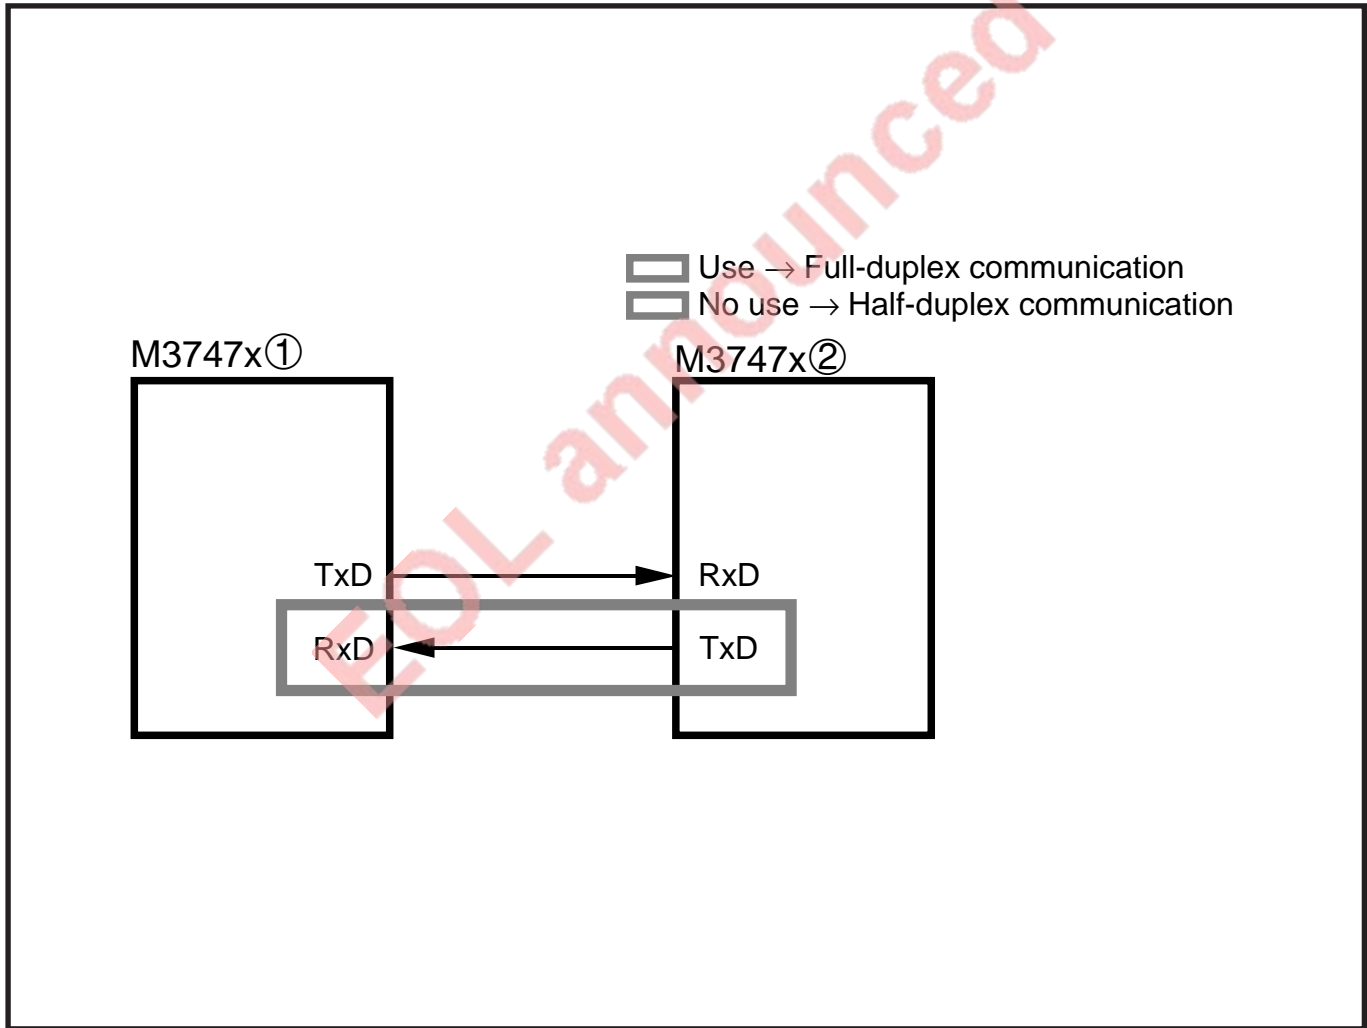 EOL announced
Use → Full-duplex communication
No use → Half-duplex communication
M3747x①
M3747x②
TxD
RxD
RxD
TxD